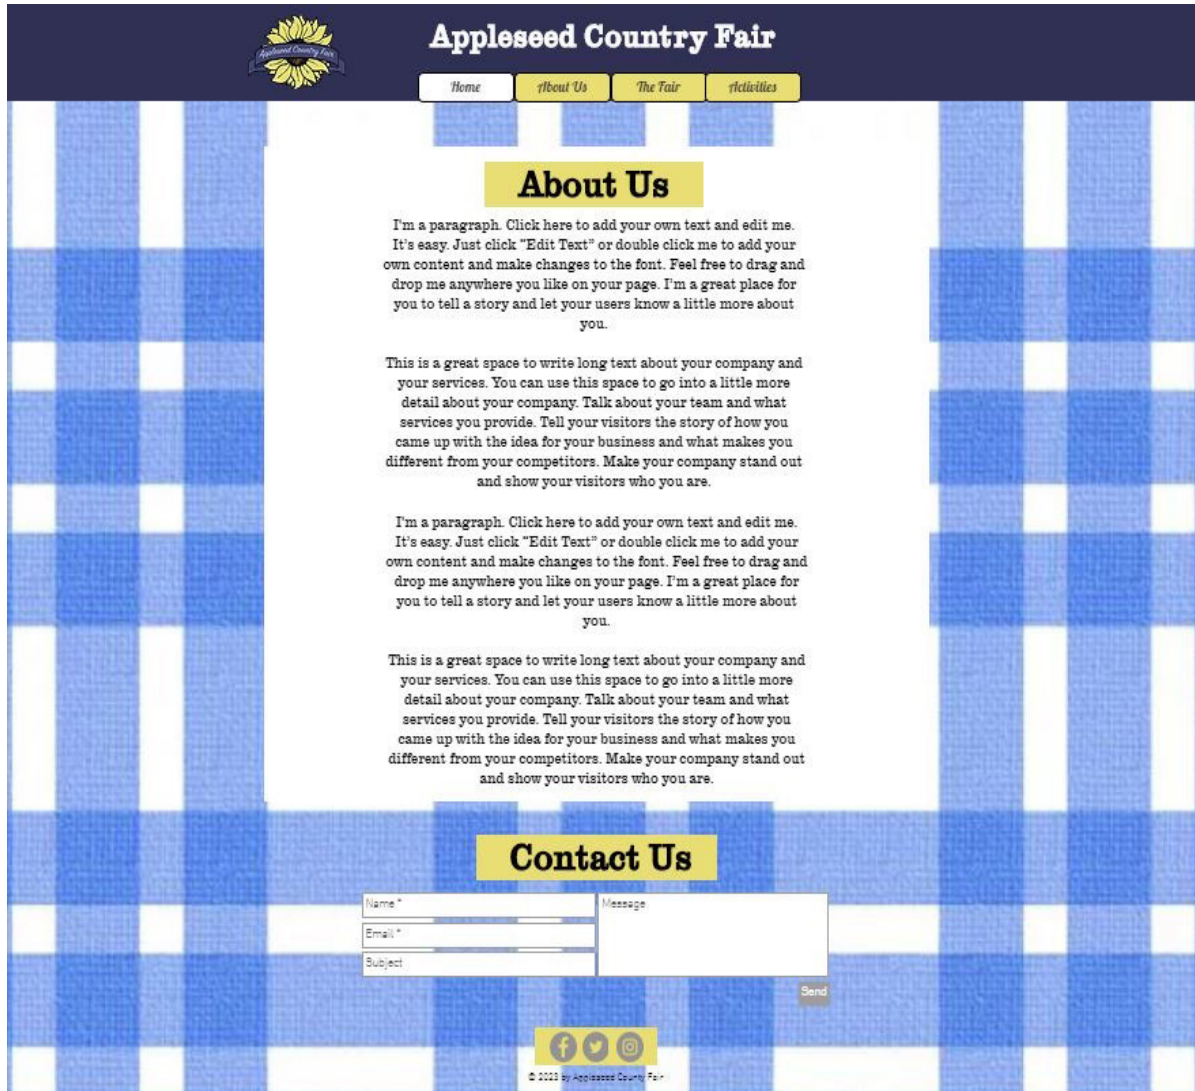 Appleseed Country Fair
Appleseed Country Fair
Home
About Us
The Fair
Activities
About Us
I'm a paragraph. Click here to add your own text and edit me.
It's easy. Just click "Edit Text" or double click me to add your
own content and make changes to the font. Feel free to drag and
drop me anywhere you like on your page. I'm a great place for
you to tell a story and let your users know a little more about
you.
This is a great space to write long text about your company and
your services. You can use this space to go into a little more
detail about your company. Talk about your team and what
services you provide. Tell your visitors the story of how you
came up with the idea for your business and what makes you
different from your competitors. Make your company stand out
and show your visitors who you are.
I'm a paragraph. Click here to add your own text and edit me.
It's easy. Just click "Edit Text" or double click me to add your
own content and make changes to the font. Feel free to drag and
drop me anywhere you like on your page. I'm a great place for
you to tell a story and let your users know a little more about
you.
This is a great space to write long text about your company and
your services. You can use this space to go into a little more
detail about your company. Talk about your team and what
services you provide. Tell your visitors the story of how you
came up with the idea for your business and what makes you
different from your competitors. Make your company stand out
and show your visitors who you are.
Contact Us
Name *
Message
Email *
Subject
Send
© 2023 by Appleseed County Fair